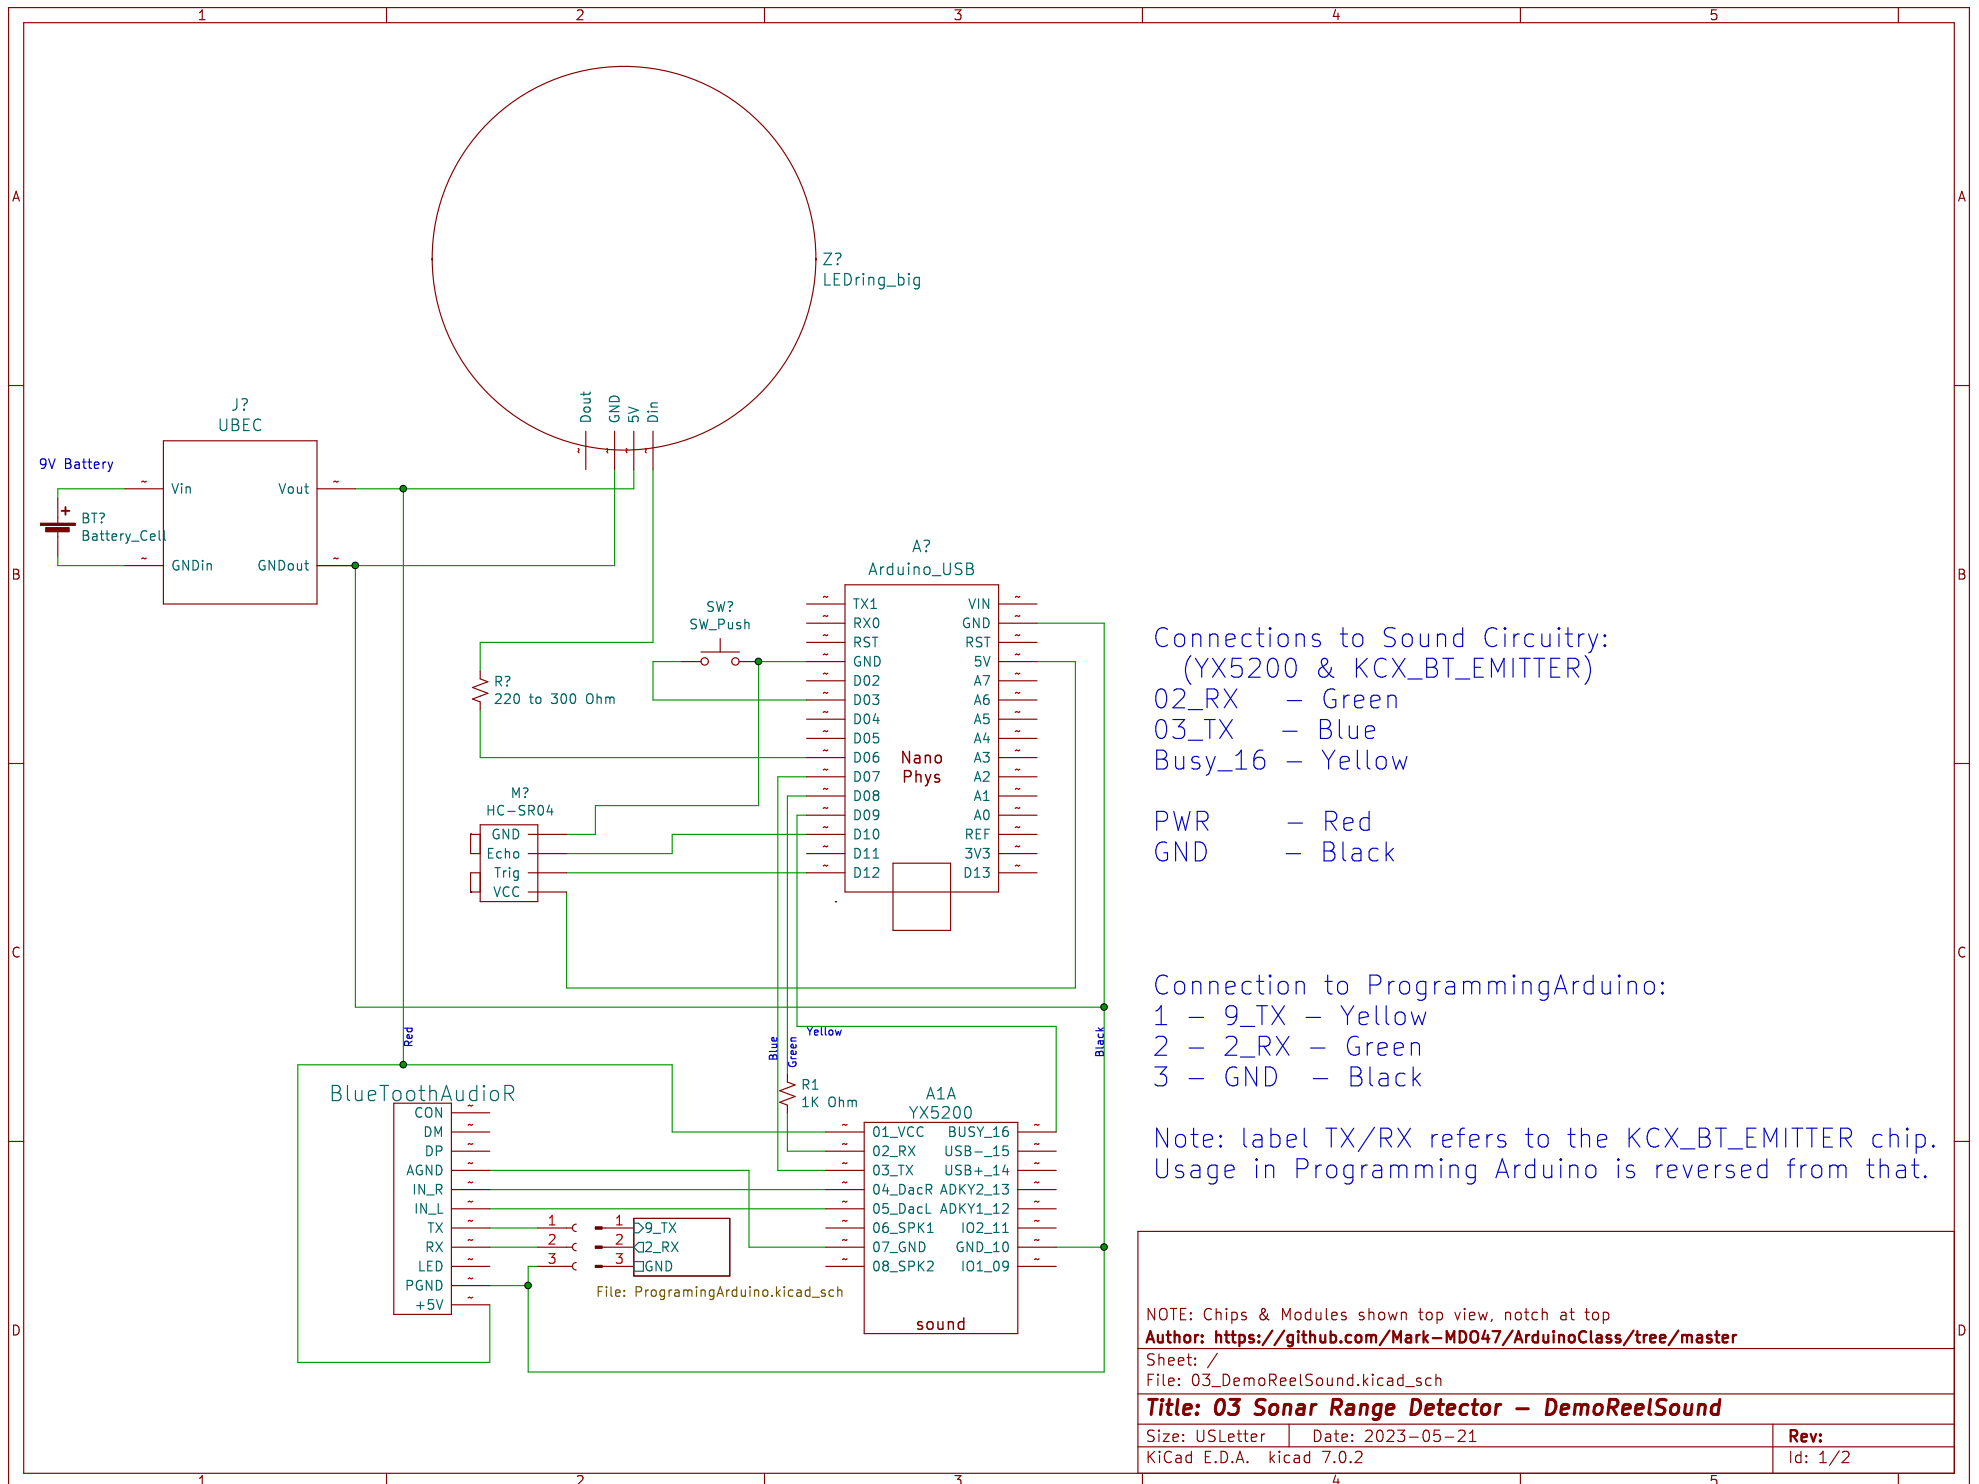 1 2 3 4 5
A A
B B
C C
D D
1 2 3 4 5
Z?
LEDring_big
Dout
GND
5V
Din
J?
UBEC
9V Battery
~ Vin Vout ~
+
BT?
Battery_Cell
~ GNDin GNDout ~
A?
Arduino_USB
~ TX1 VIN ~
~ RX0 GND ~
~ RST RST ~
~ GND 5V ~
~ D02 A7 ~
~ D03 A6 ~
~ D04 A5 ~
~ D05 A4 ~
~ D06 A3 ~
~ D07 A2 ~
~ D08 A1 ~
~ D09 A0 ~
~ D10 REF ~
~ D11 3V3 ~
~ D12 D13 ~
Nano
Phys
SW?
SW_Push
R?
220 to 300 Ohm
M?
HC-SR04
GND
Echo
Trig
VCC
Connections to Sound Circuitry:
(YX5200 & KCX_BT_EMITTER)
02_RX - Green
03_TX - Blue
Busy_16 - Yellow
PWR - Red
GND - Black
Connection to ProgrammingArduino:
1 - 9_TX - Yellow
2 - 2_RX - Green
3 - GND - Black
Note: label TX/RX refers to the KCX_BT_EMITTER chip.
Usage in Programming Arduino is reversed from that.
Red
Blue
Green
Yellow
Black
R1
1K Ohm
BlueToothAudioR
CON ~
DM ~
DP ~
AGND ~
IN_R ~
IN_L ~
TX ~
RX ~
LED ~
PGND ~
+5V ~
1 1 9_TX
2 2 2_RX
3 3 GND
File: ProgramingArduino.kicad_sch
A1A
YX5200
~ 01_VCC BUSY_16 ~
~ 02_RX USB-_15 ~
~ 03_TX USB+_14 ~
~ 04_DacR ADKY2_13 ~
~ 05_DacL ADKY1_12 ~
~ 06_SPK1 IO2_11 ~
~ 07_GND GND_10 ~
~ 08_SPK2 IO1_09 ~
sound
NOTE: Chips & Modules shown top view, notch at top
Author: https://github.com/Mark-MDO47/ArduinoClass/tree/master
Sheet: /
File: 03_DemoReelSound.kicad_sch
Title: 03 Sonar Range Detector - DemoReelSound
Size: USLetter Date: 2023-05-21 Rev:
KiCad E.D.A. kicad 7.0.2 Id: 1/2